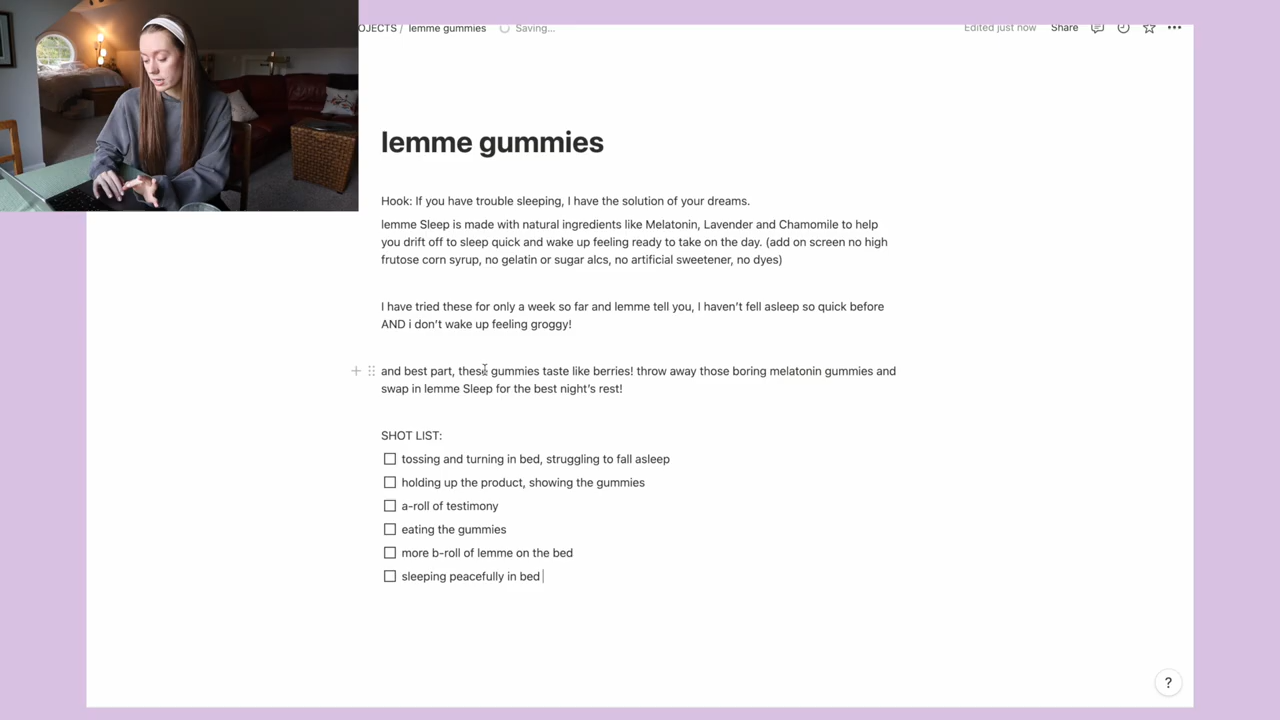 OJECTS / lemme gummies Saving... Edited just now Share
lemme gummies
Hook: If you have trouble sleeping, I have the solution of your dreams.
lemme Sleep is made with natural ingredients like Melatonin, Lavender and Chamomile to help
you drift off to sleep quick and wake up feeling ready to take on the day. (add on screen no high
frutose corn syrup, no gelatin or sugar alcs, no artificial sweetener, no dyes)
I have tried these for only a week so far and lemme tell you, I haven't fell asleep so quick before
AND i don't wake up feeling groggy!
and best part, these gummies taste like berries! throw away those boring melatonin gummies and
swap in lemme Sleep for the best night's rest!
SHOT LIST:
tossing and turning in bed, struggling to fall asleep
holding up the product, showing the gummies
a-roll of testimony
eating the gummies
more b-roll of lemme on the bed
sleeping peacefully in bed
?